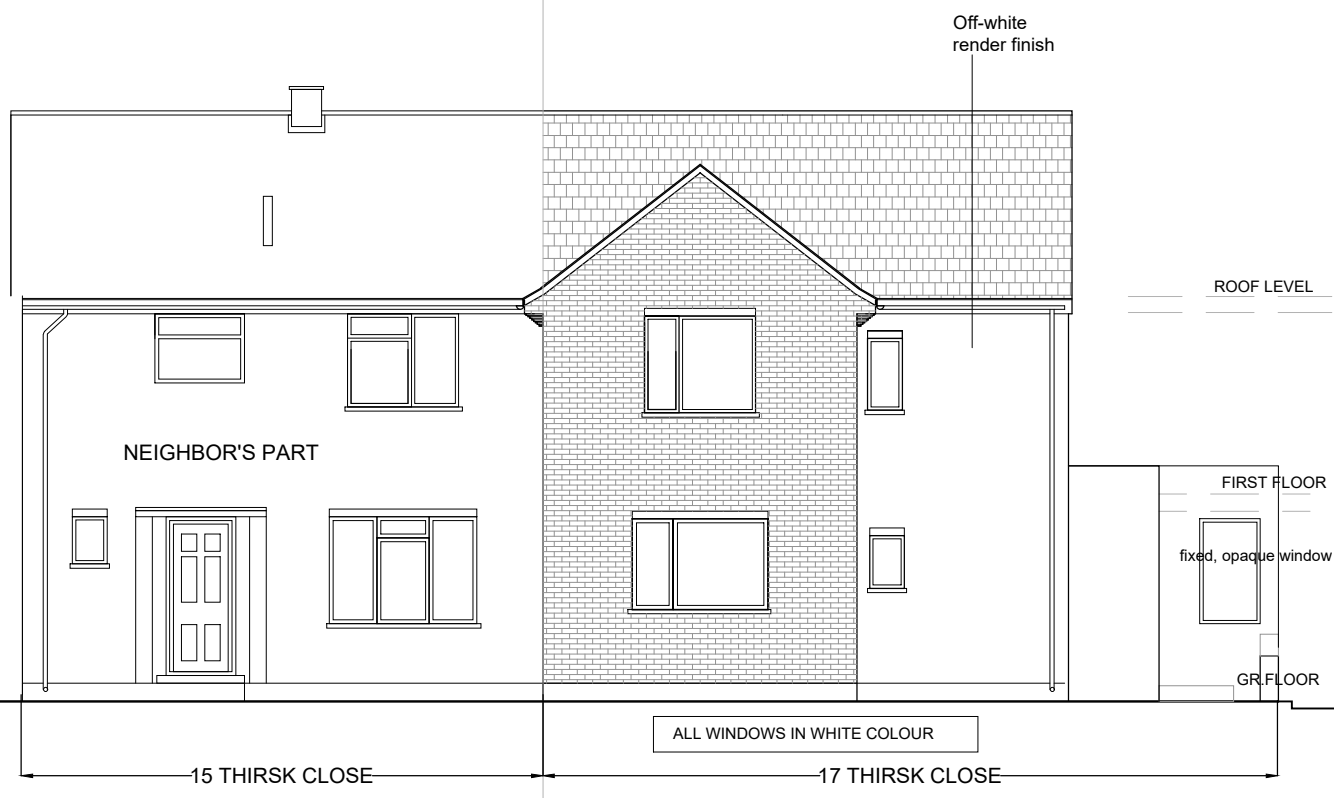 Off-white
render finish
ROOF LEVEL
NEIGHBOR'S PART
FIRST FLOOR
fixed, opaque window
GR.FLOOR
ALL WINDOWS IN WHITE COLOUR
15 THIRSK CLOSE
17 THIRSK CLOSE